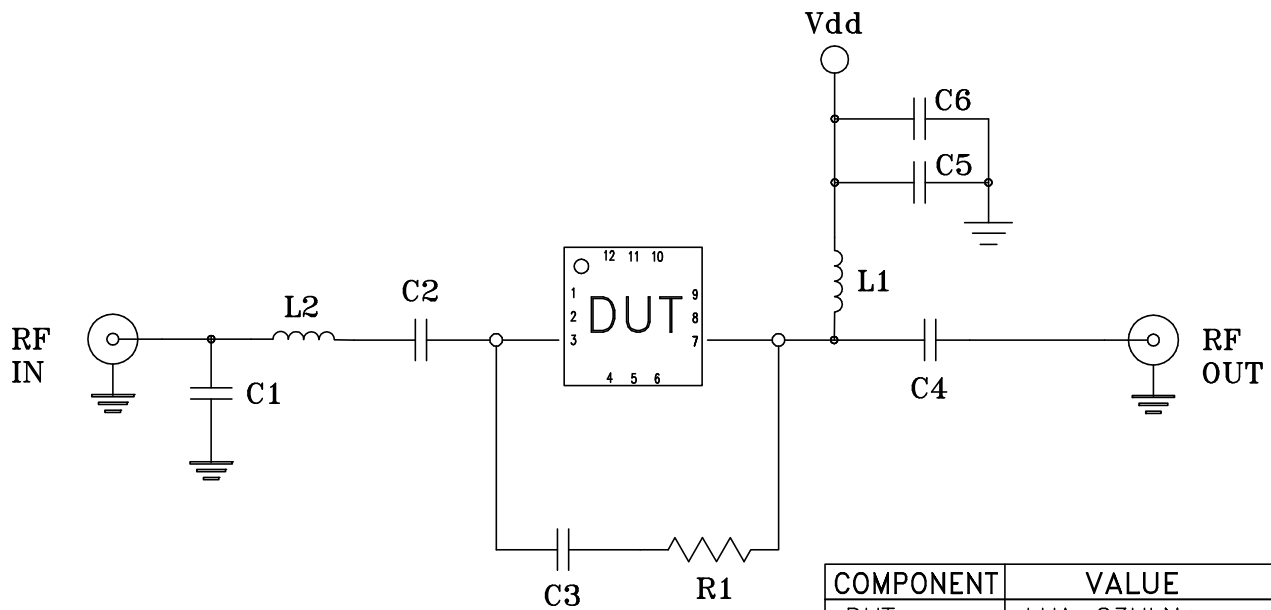 Vdd
C6
C5
12 11 10
L1
C2
L2
1
2
3
DUT
9
8
7
RF
IN
RF
OUT
C1
4 5 6
C4
C3
R1
COMPONENT VALUE
DUT